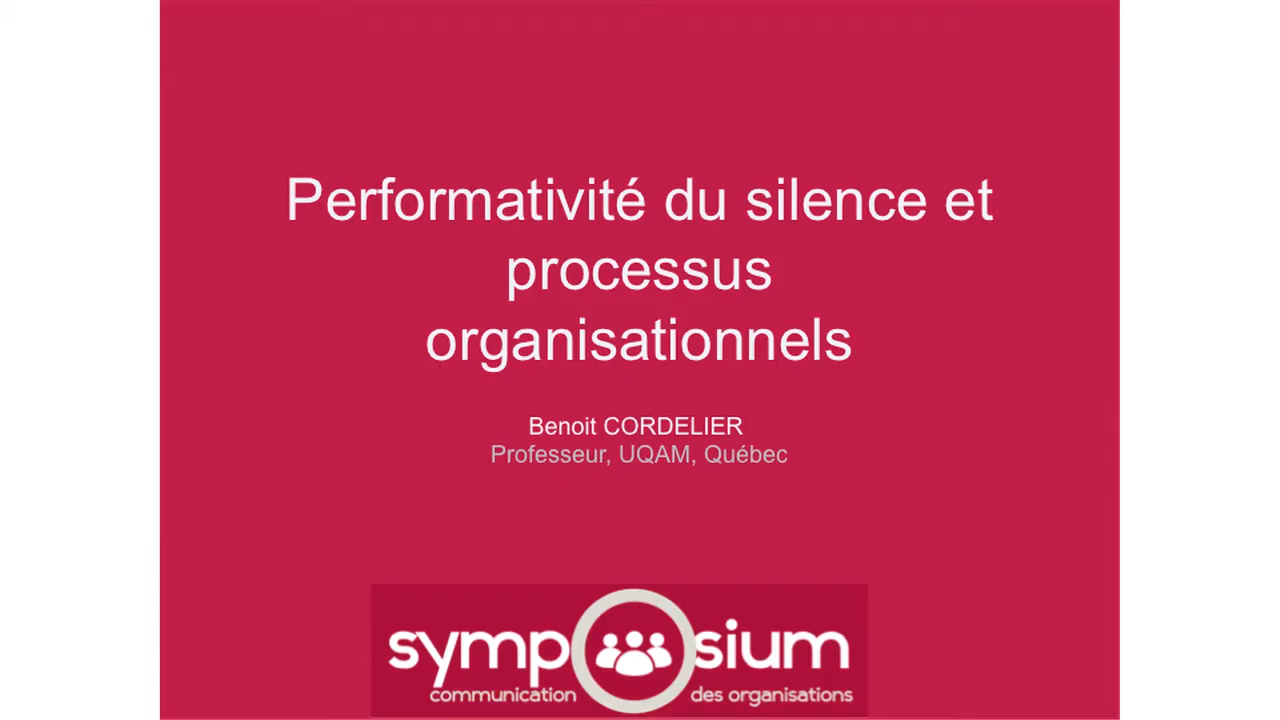 Performativité du silence et
processus
organisationnels
Benoit CORDELIER
Professeur, UQAM, Québec
symposium
communication des organisations